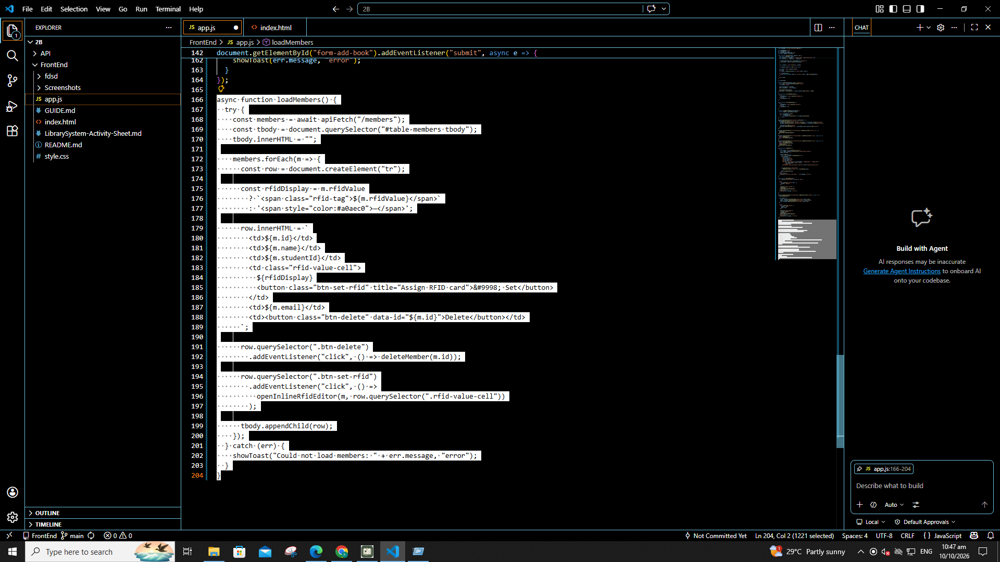 File Edit Selection View Go Run Terminal Help
2B
EXPLORER
2B
API
FrontEnd
fdsd
Screenshots
JS app.js
GUIDE.md
<> index.html
LibrarySystem-Activity-Sheet.md
README.md
# style.css
OUTLINE
TIMELINE
JS app.js
<> index.html
FrontEnd > JS app.js > loadMembers
142 document.getElementById("form-add-book").addEventListener("submit", async e => {
162 showToast(err.message, "error");
163 }
164 });
165
166 async function loadMembers() {
167 try {
168 const members = await apiFetch("/members");
169 const tbody = document.querySelector("#table-members tbody");
170 tbody.innerHTML = "";
171
172 members.forEach(m => {
173 const row = document.createElement("tr");
174
175 const rfidDisplay = m.rfidValue
176 ? `<span class="rfid-tag">${m.rfidValue}</span>`
177 : '<span style="color:#a0aec0">—</span>';
178
179 row.innerHTML = `
180 <td>${m.id}</td>
181 <td>${m.name}</td>
182 <td>${m.studentId}</td>
183 <td class="rfid-value-cell">
184 ${rfidDisplay}
185 <button class="btn-set-rfid" title="Assign RFID card">&#9998; Set</button>
186 </td>
187 <td>${m.email}</td>
188 <td><button class="btn-delete" data-id="${m.id}">Delete</button></td>
189 `;
190
191 row.querySelector(".btn-delete")
192 .addEventListener("click", () => deleteMember(m.id));
193
194 row.querySelector(".btn-set-rfid")
195 .addEventListener("click", () =>
196 openInlineRfidEditor(m, row.querySelector(".rfid-value-cell"))
197 );
198
199 tbody.appendChild(row);
200 });
201 } catch (err) {
202 showToast("Could not load members: " + err.message, "error");
203 }
204 }
CHAT
Build with Agent
AI responses may be inaccurate
Generate Agent Instructions to onboard AI
onto your codebase.
JS app.js:166-204
Describe what to build
Auto
Local Default Approvals
FrontEnd main 0 0
Not Committed Yet Ln 204, Col 2 (1221 selected) Spaces: 4 UTF-8 CRLF {} JavaScript
Type here to search
1 29°C Partly sunny ENG
10:47 am
10/10/2026